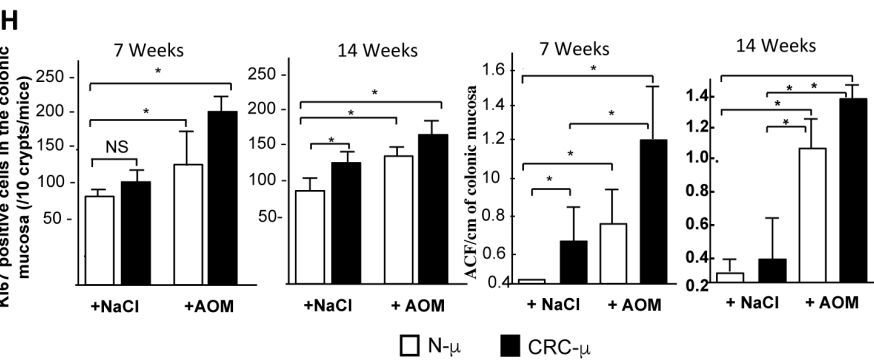 H
Ki67 positive cells in the colonic
mucosa (/10 crypts/mice)
7 Weeks
250
200
150
100
50
*
*
NS
+NaCl +AOM
14 Weeks
250
200
150
100
50
*
*
*
+NaCl + AOM
ACF/cm of colonic mucosa
7 Weeks
1.6
1.4
1.2
10
0.8
0.6
0.4
*
*
*
*
+ NaCl + AOM
14 Weeks
1.4
1.2
1.0
0.8
0.6
0.4
0.2
* *
*
*
+ NaCl + AOM
N-μ CRC-μ